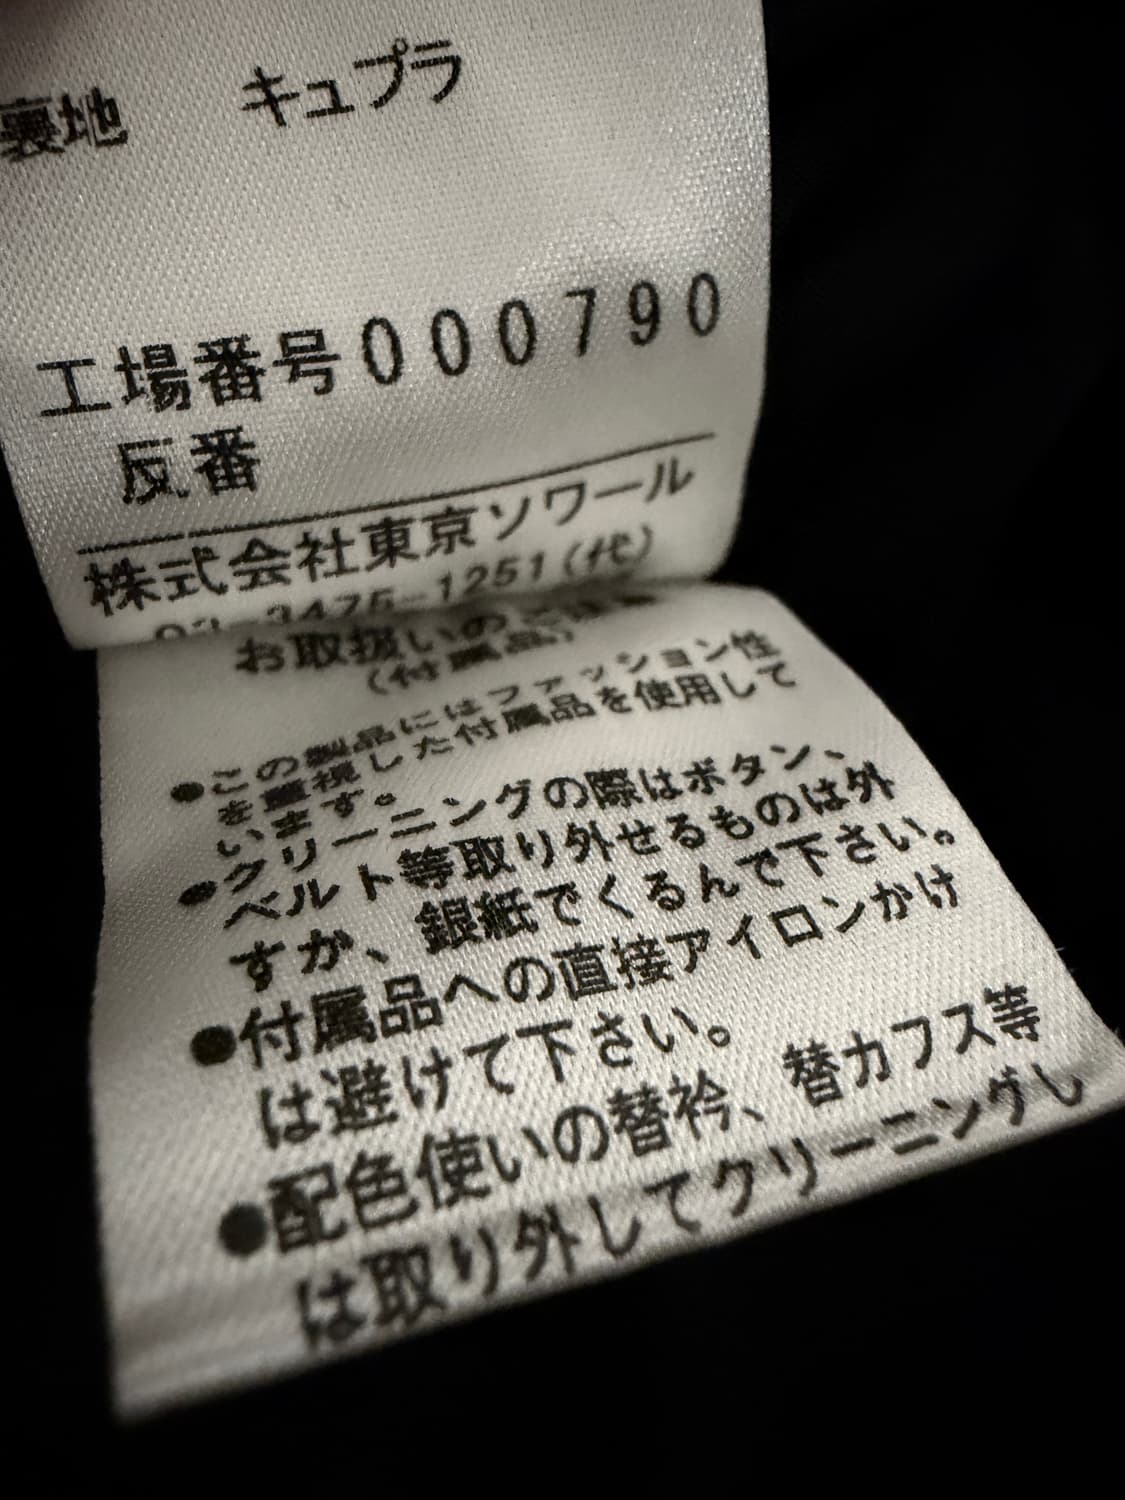 裏地 キュプラ
工場番号000790
反番
株式会社東京ソワール
03-3475-1251(代)
お取扱いのご注意
(付属品)
●この製品にはファッション性
を重視した付属品を使用して
います。
●クリーニングの際はボタン、
ベルト等取り外せるものは外
すか、銀紙でくるんで下さい。
●付属品への直接アイロンかけ
は避けて下さい。
●配色使いの替衿、替カフス等
は取り外してクリーニングし